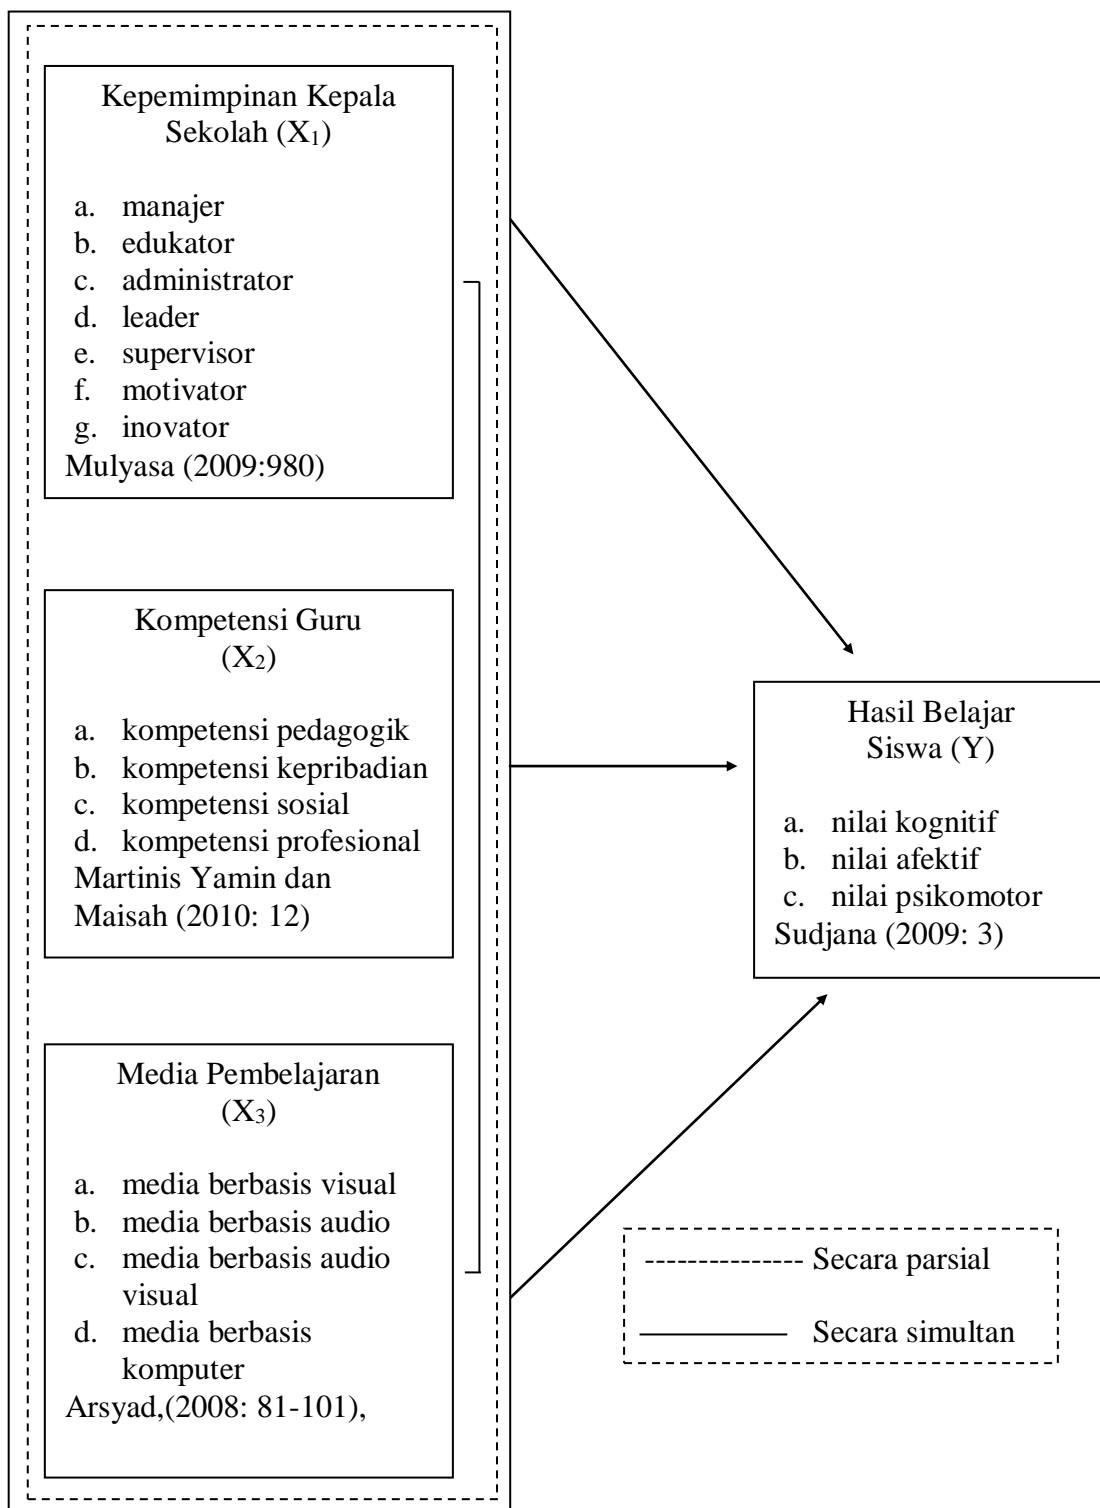 Kepemimpinan Kepala
Sekolah (X₁)
a. manajer
b. edukator
c. administrator
d. leader
e. supervisor
f. motivator
g. inovator
Mulyasa (2009:980)
Kompetensi Guru
(X₂)
a. kompetensi pedagogik
b. kompetensi kepribadian
c. kompetensi sosial
d. kompetensi profesional
Martinis Yamin dan
Maisah (2010: 12)
Media Pembelajaran
(X₃)
a. media berbasis visual
b. media berbasis audio
c. media berbasis audio
visual
d. media berbasis
komputer
Arsyad,(2008: 81-101),
Hasil Belajar
Siswa (Y)
a. nilai kognitif
b. nilai afektif
c. nilai psikomotor
Sudjana (2009: 3)
Secara parsial
Secara simultan